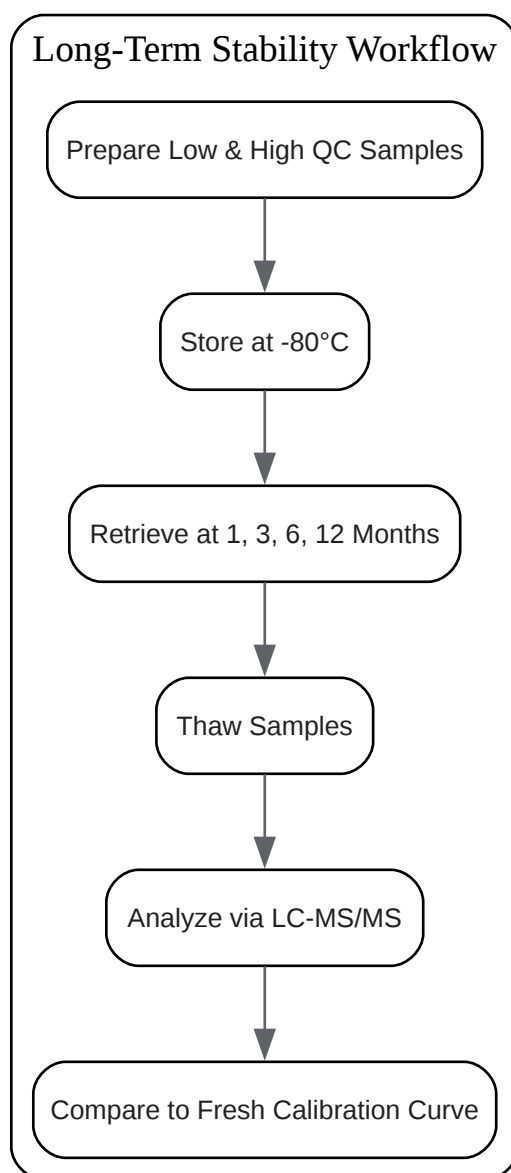 Long-Term Stability Workflow
Prepare Low & High QC Samples
Store at -80°C
Retrieve at 1, 3, 6, 12 Months
Thaw Samples
Analyze via LC-MS/MS
Compare to Fresh Calibration Curve